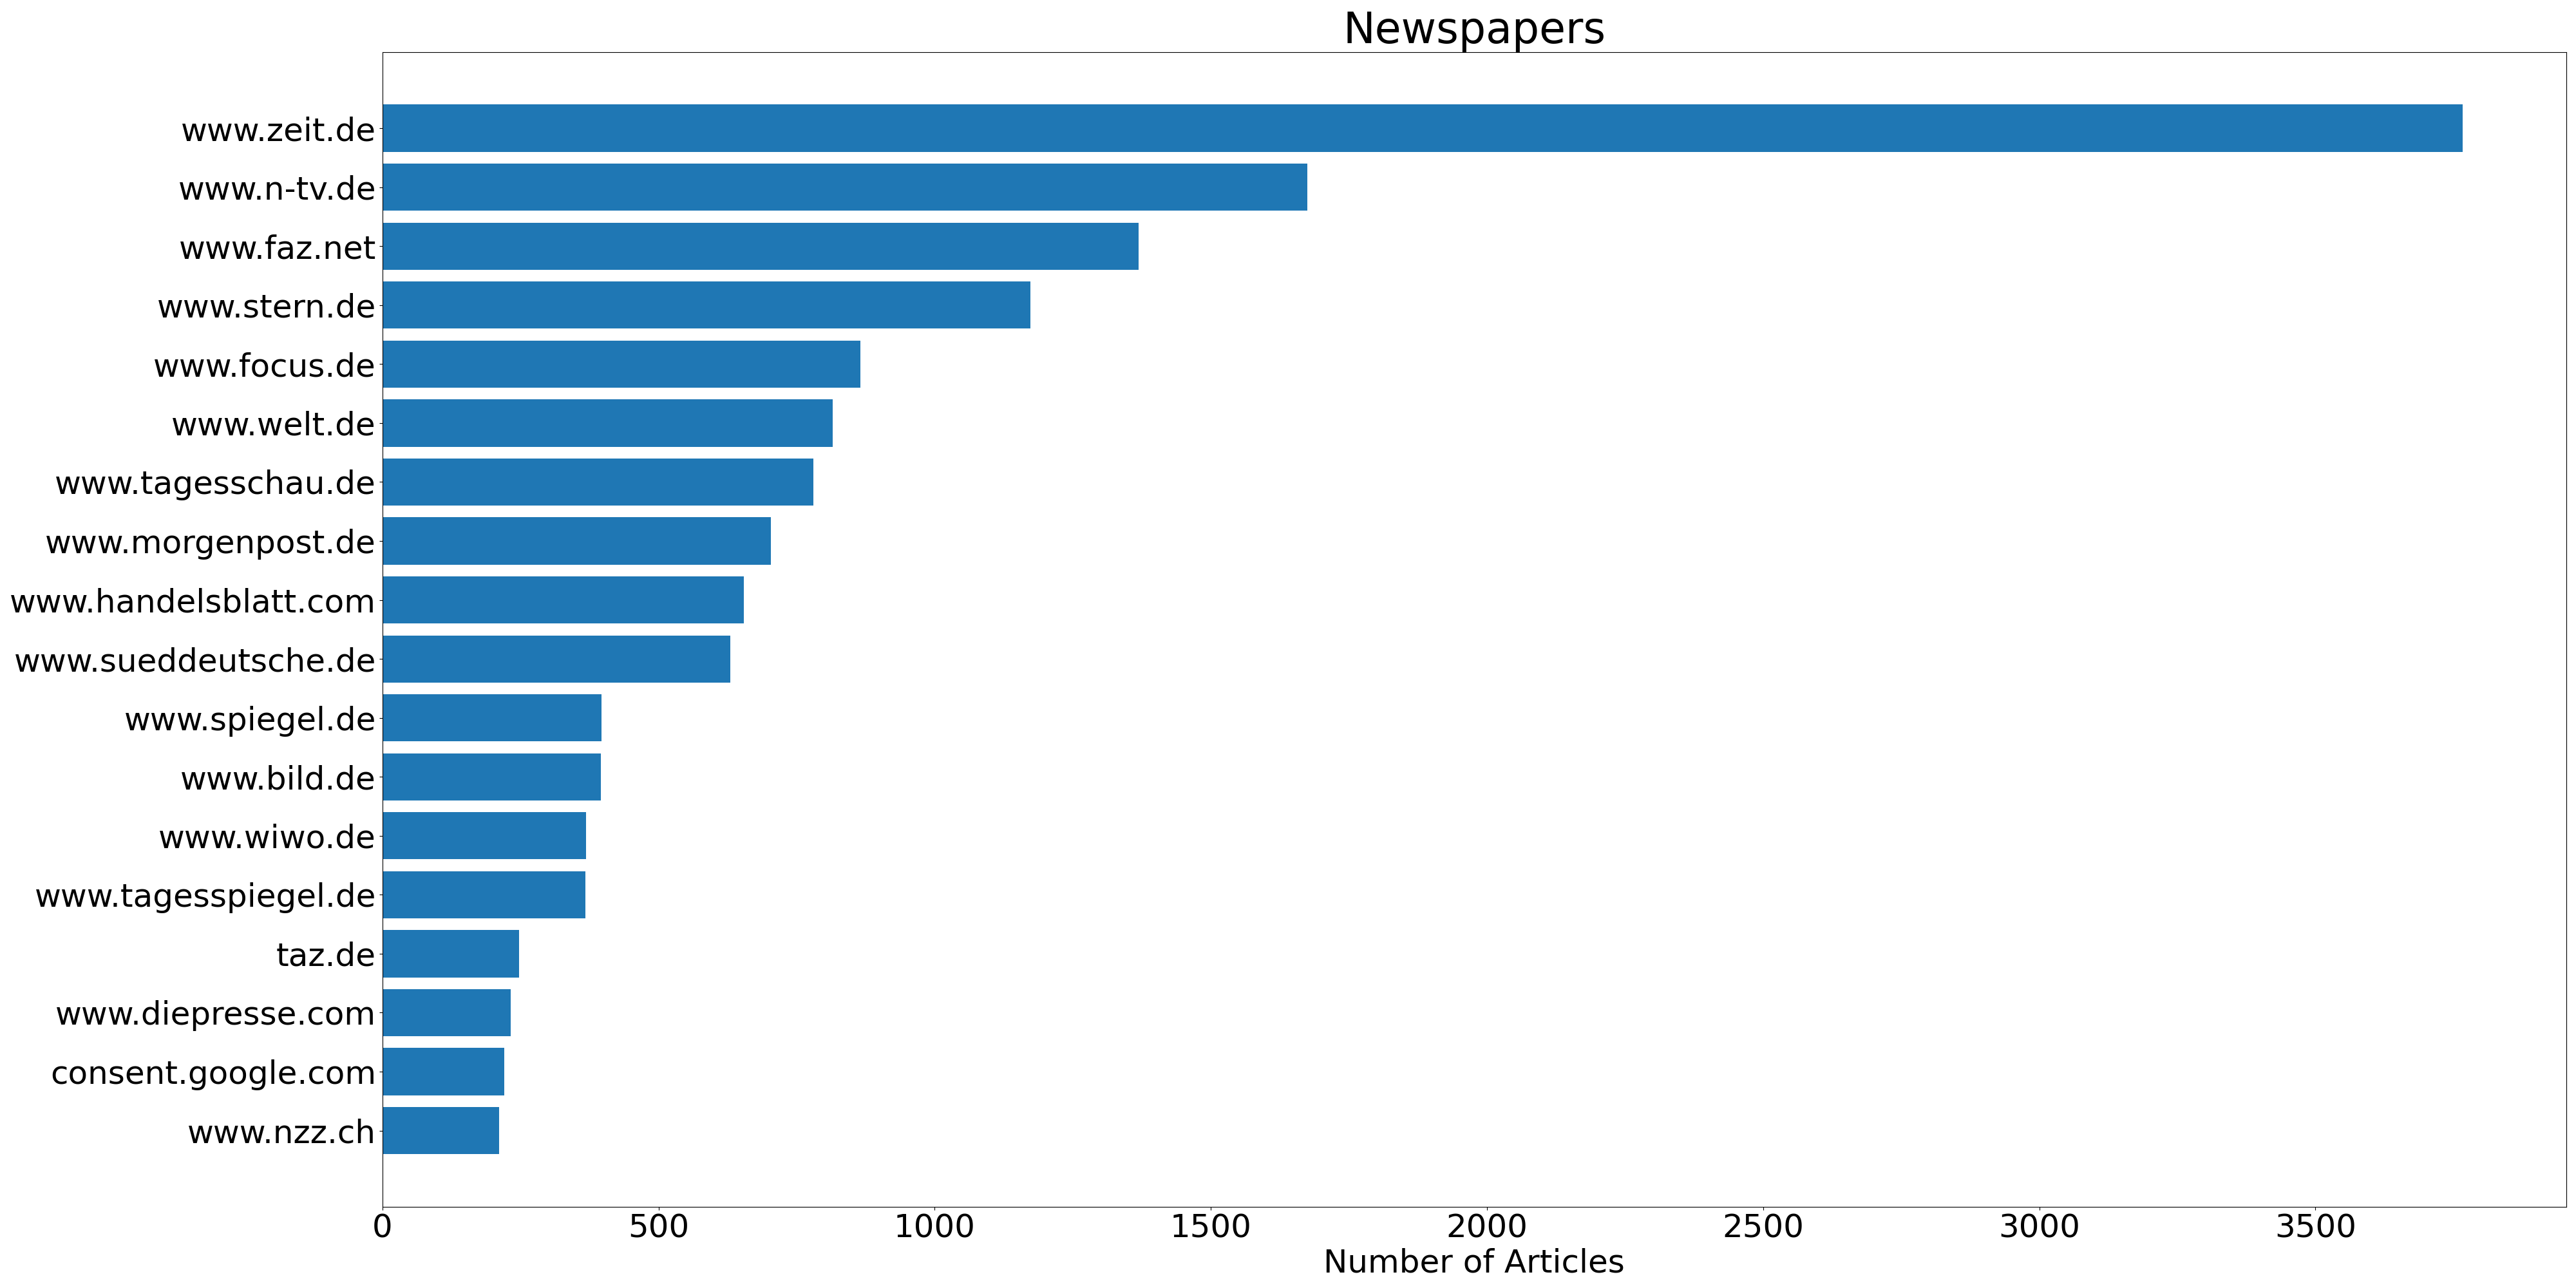 Newspapers
www.zeit.de
www.n-tv.de
www.faz.net
www.stern.de
www.focus.de
www.welt.de
www.tagesschau.de
www.morgenpost.de
www.handelsblatt.com
www.sueddeutsche.de
www.spiegel.de
www.bild.de
www.wiwo.de
www.tagesspiegel.de
taz.de
www.diepresse.com
consent.google.com
www.nzz.ch
0 500 1000 1500 2000 2500 3000 3500
Number of Articles